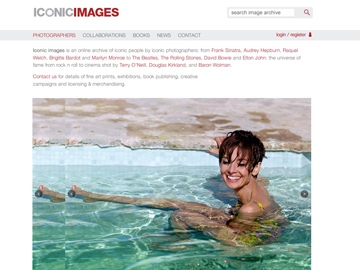 ICONICIMAGES
search image archive
PHOTOGRAPHERS COLLABORATIONS BOOKS NEWS CONTACT login / register
Iconic images is an online archive of iconic people by iconic photographers: from Frank Sinatra, Audrey Hepburn, Raquel
Welch, Brigitte Bardot and Marilyn Monroe to The Beatles, The Rolling Stones, David Bowie and Elton John: the universe of
fame from rock n roll to cinema shot by Terry O'Neil, Douglas Kirkland, and Baron Wolman.
Contact us for details of fine art prints, exhibitions, book publishing, creative
campaigns and licensing & merchandising.